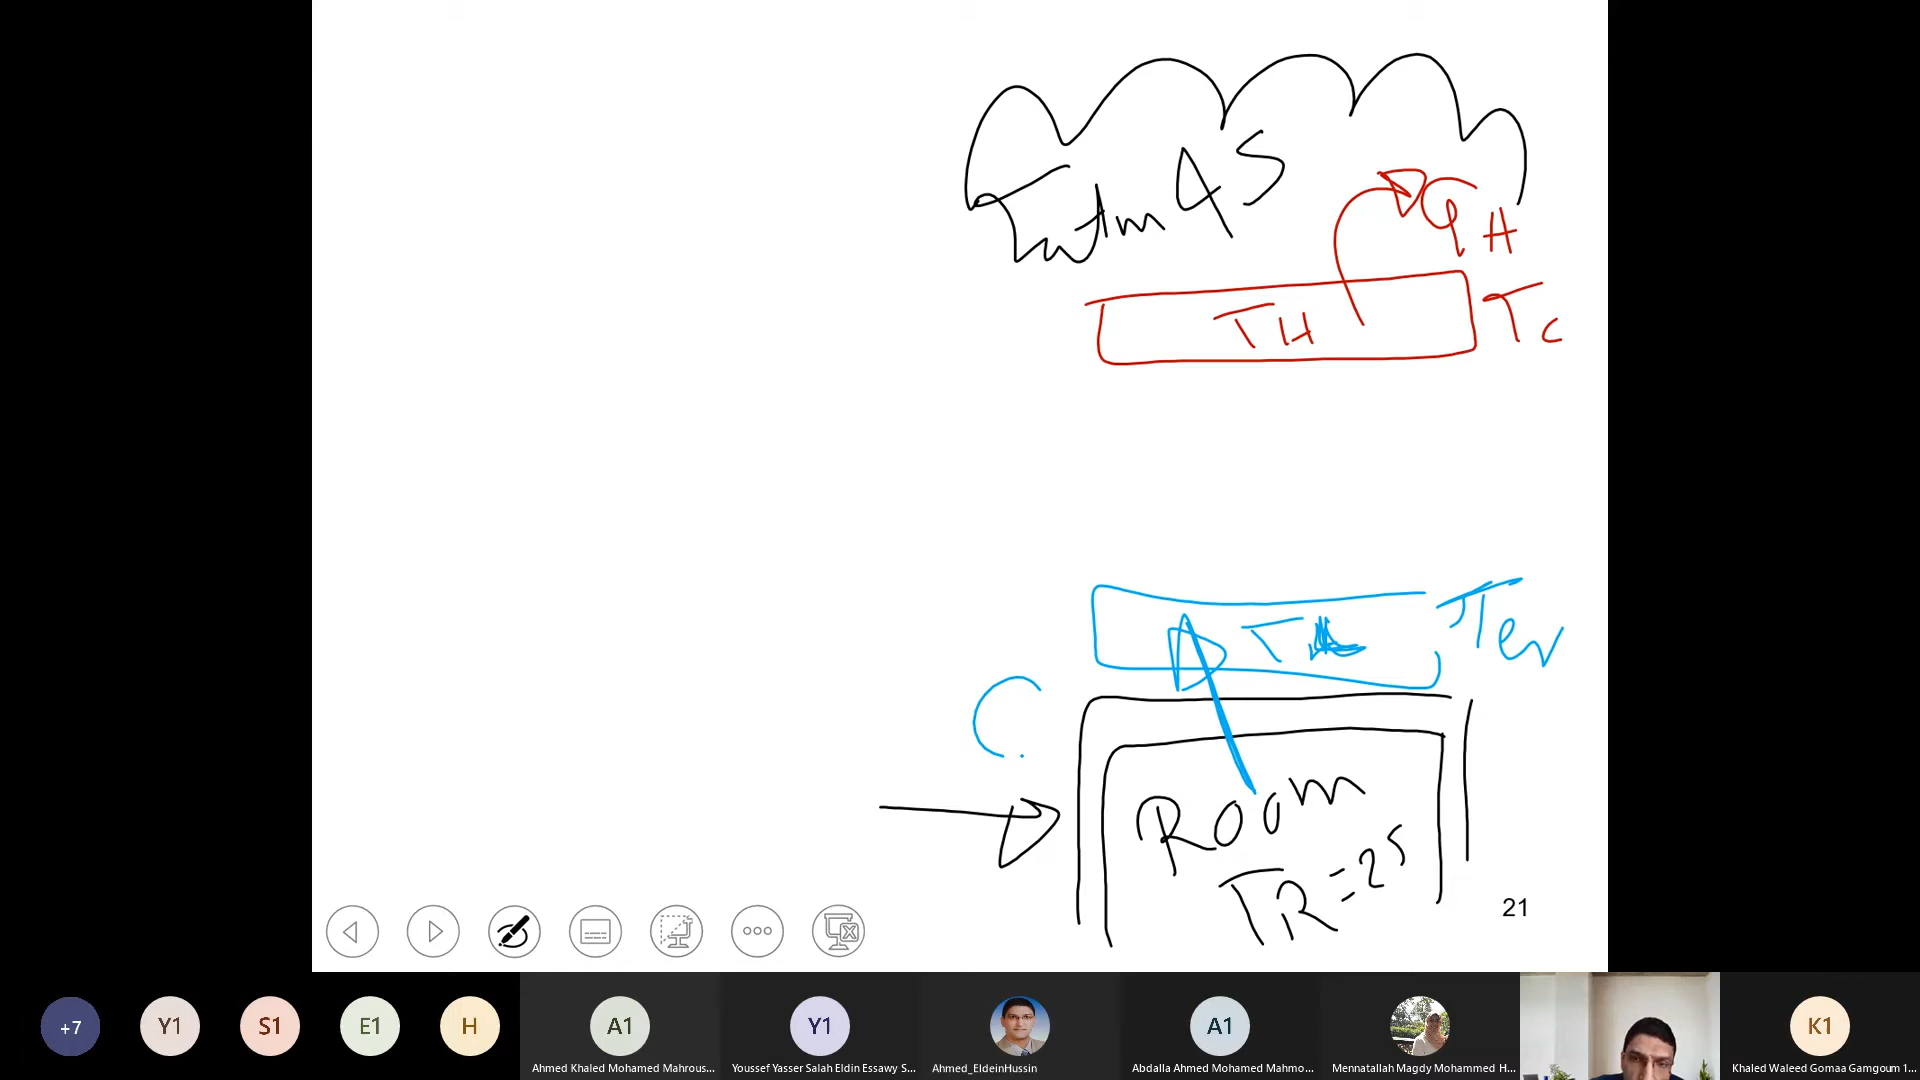 Tatm 45
QH
TH
Tc
TL
Tev
Room
TR=25
21
+7
Y1
S1
E1
H
A1
Y1
A1
K1
Ahmed Khaled Mohamed Mahrous...
Youssef Yasser Salah Eldin Essawy S...
Ahmed_EldeinHussin
Abdalla Ahmed Mohamed Mahmo...
Mennatallah Magdy Mohammed H...
Khaled Waleed Gomaa Gamgoum 1...